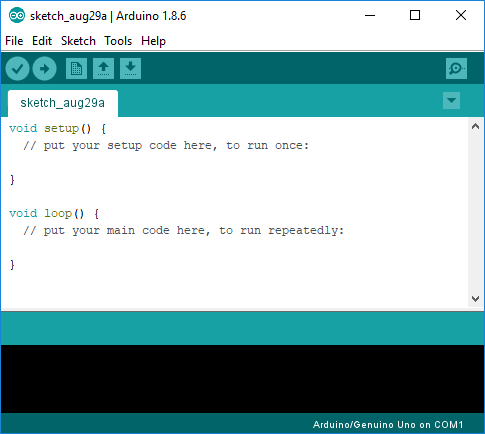 sketch_aug29a | Arduino 1.8.6
File Edit Sketch Tools Help
sketch_aug29a
void setup() {
  // put your setup code here, to run once:
}
void loop() {
  // put your main code here, to run repeatedly:
}
Arduino/Genuino Uno on COM1